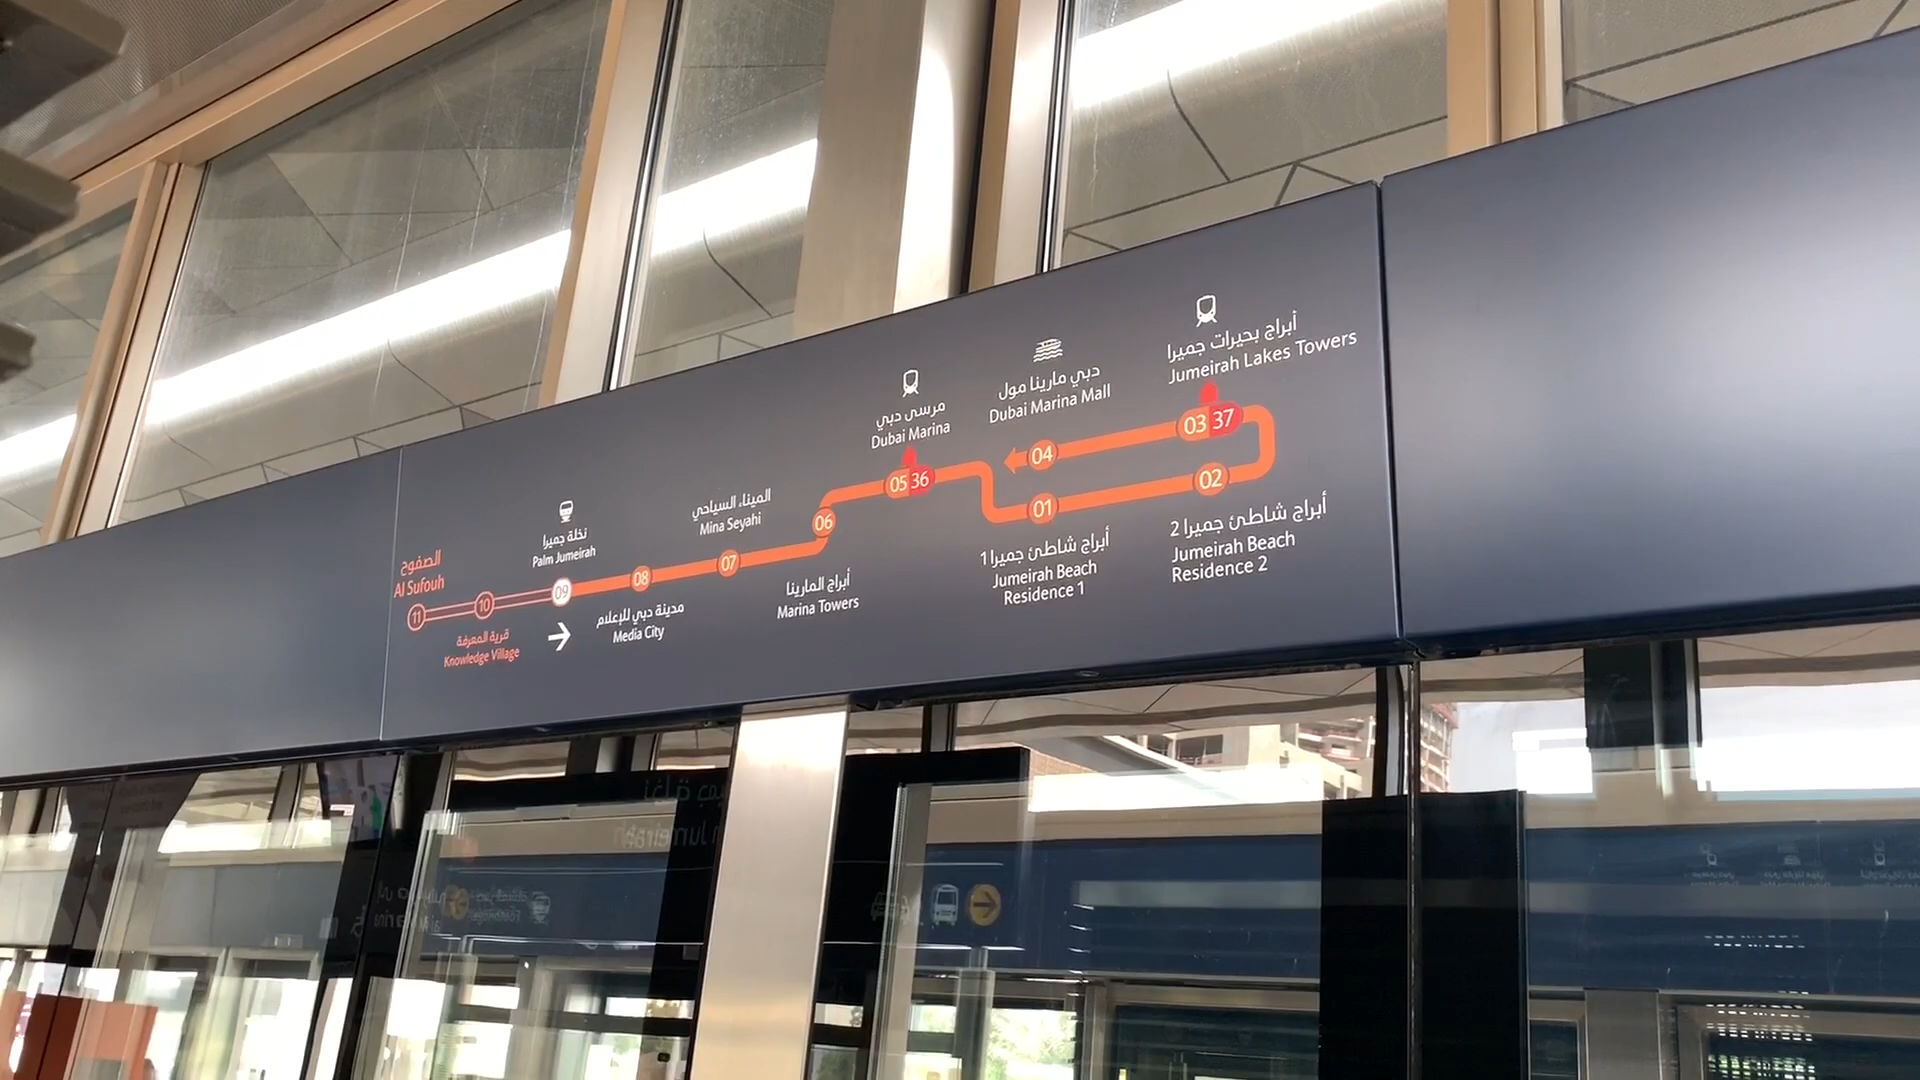 الصفوح
Al Sufouh
11
10
قرية المعرفة
Knowledge Village
نخلة جميرا
Palm Jumeirah
09
08
مدينة دبي للإعلام
Media City
الميناء السياحي
Mina Seyahi
07
06
أبراج المارينا
Marina Towers
مرسى دبي
Dubai Marina
05 36
دبي مارينا مول
Dubai Marina Mall
04
أبراج بحيرات جميرا
Jumeirah Lakes Towers
03 37
01
أبراج شاطئ جميرا 1
Jumeirah Beach
Residence 1
02
أبراج شاطئ جميرا 2
Jumeirah Beach
Residence 2